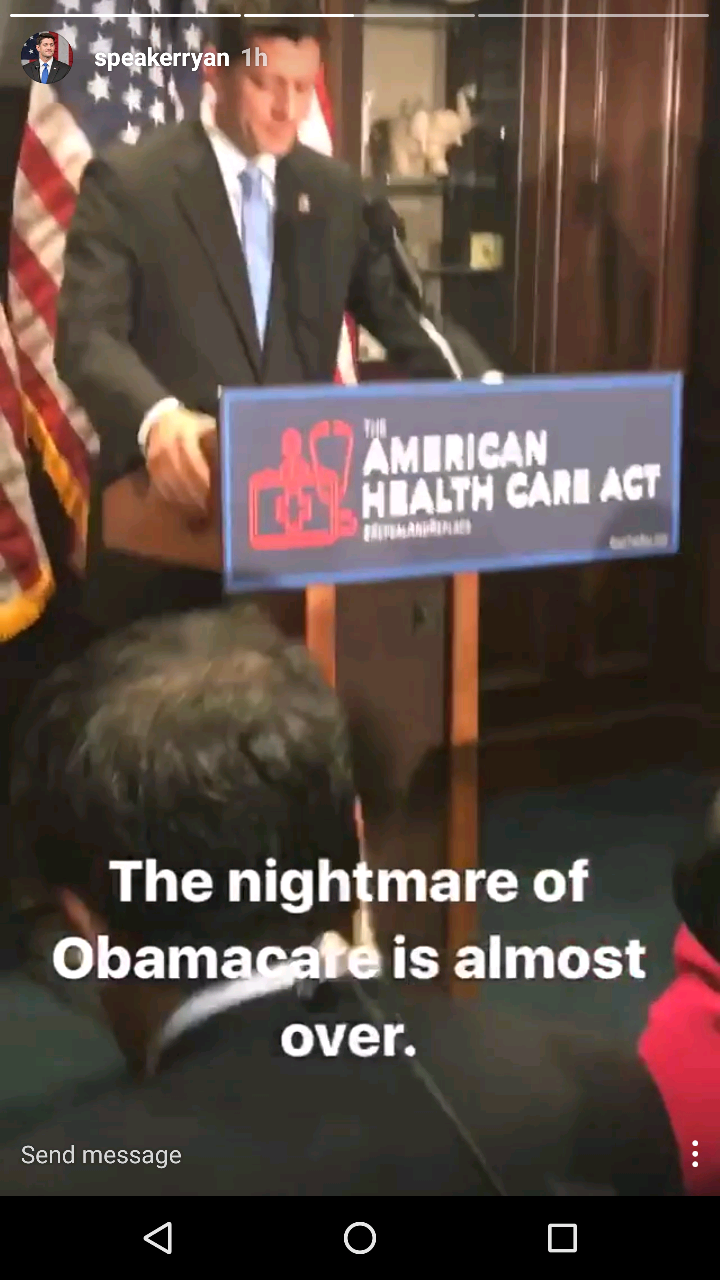 speakerryan 1h
THE
AMERICAN
HEALTH CARE ACT
#REPEALANDREPLACE
The nightmare of
Obamacare is almost
over.
Send message